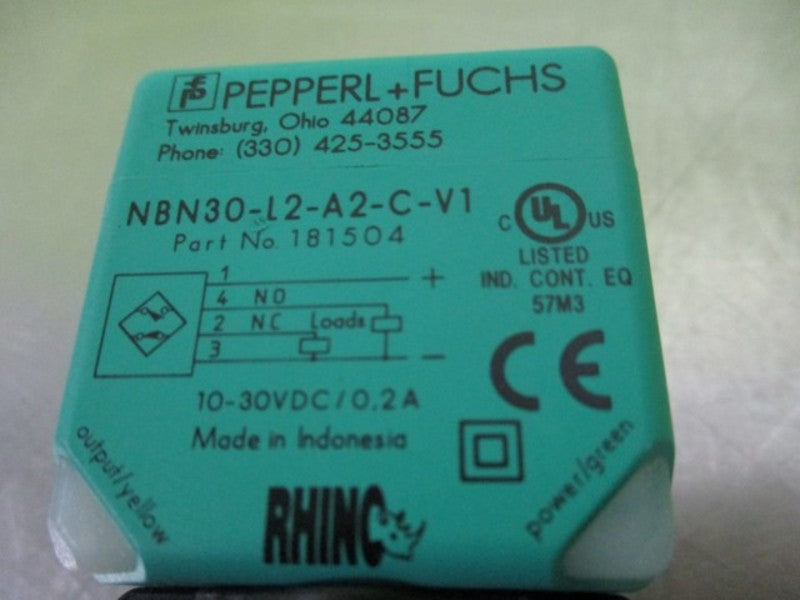 PEPPERL+FUCHS
Twinsburg, Ohio 44087
Phone: (330) 425-3555
NBN30-L2-A2-C-V1
Part No. 181504
C UL US
LISTED
IND. CONT. EQ
57M3
1 +
4 NO
2 NC Loads
3 –
CE
10-30VDC/0,2A
Made in Indonesia
output/yellow
power/green
RHINO